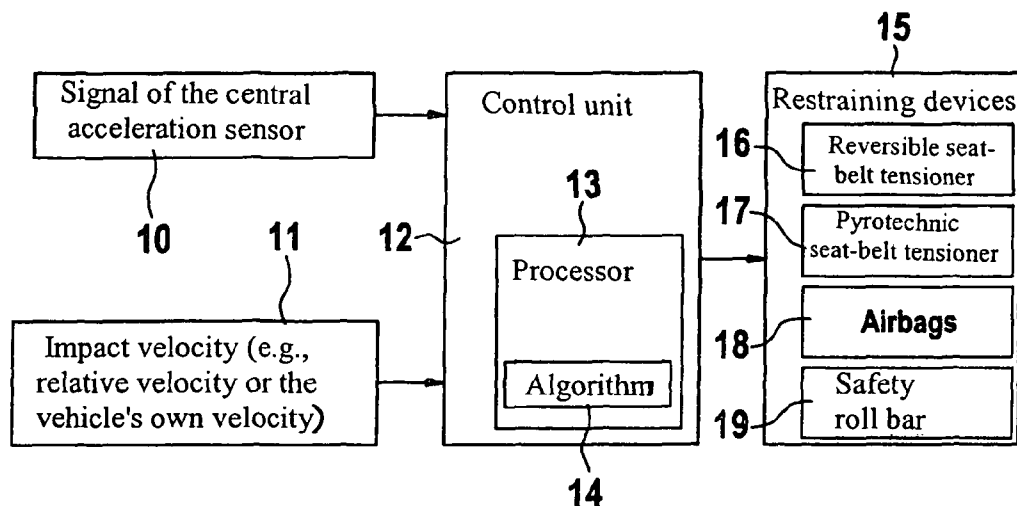 15
Signal of the central
acceleration sensor
10
11
Impact velocity (e.g.,
relative velocity or the
vehicle's own velocity)
Control unit
12
13
Processor
Algorithm
14
Restraining devices
16
Reversible seat-
belt tensioner
17
Pyrotechnic
seat-belt tensioner
18
Airbags
19
Safety
roll bar